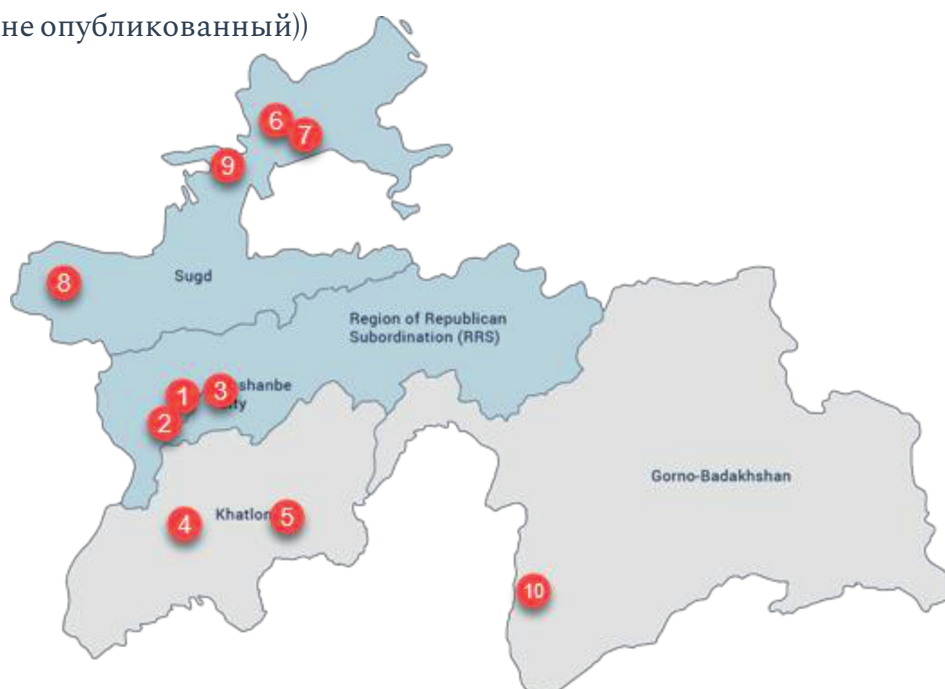 не опубликованный))
6
7
9
8
Sugd
Region of Republican
Subordination (RRS)
1
3
2
Gorno-Badakhshan
4
5
10